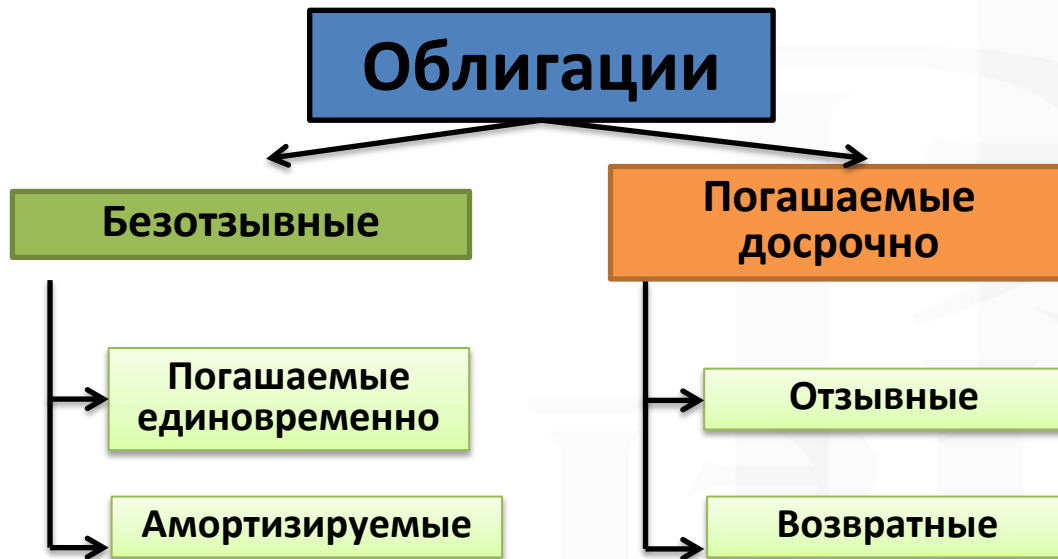 Облигации
Безотзывные
Погашаемые
досрочно
Погашаемые
единовременно
Отзывные
Амортизируемые
Возвратные